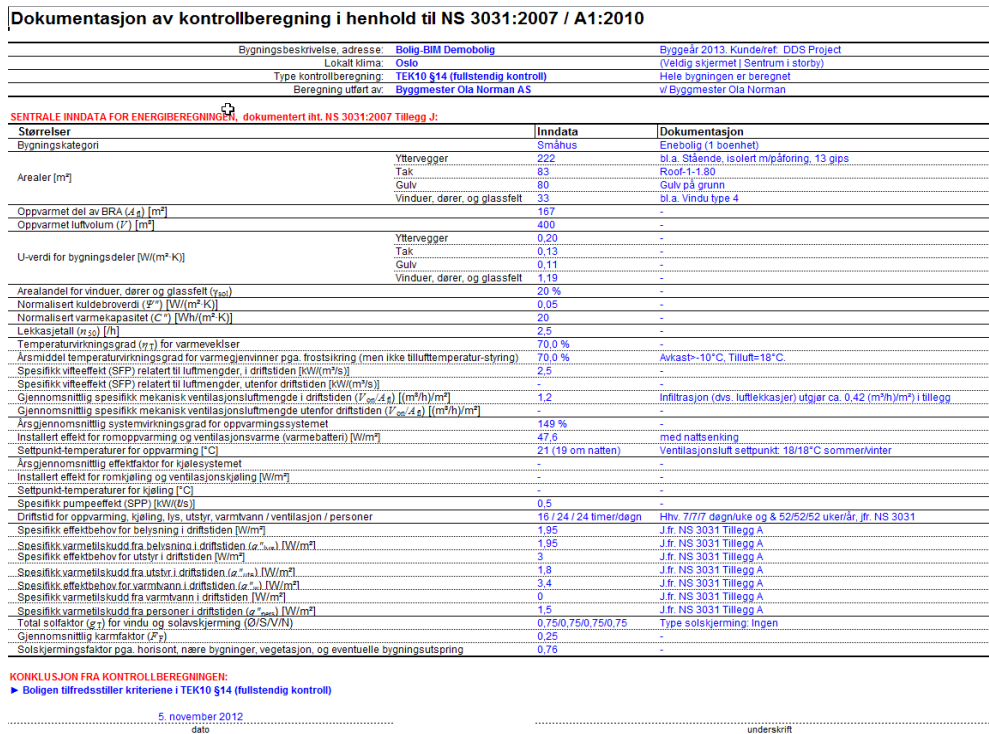 Dokumentasjon av kontrollberegning i henhold til NS 3031:2007 / A1:2010
Bygningsbeskrivelse, adresse: Bolig-BIM Demobolig Byggeår 2013. Kunde/ref: DDS Project
Lokalt klima: Oslo (Veldig skjermet | Sentrum i storby)
Type kontrollberegning: TEK10 §14 (fullstendig kontroll) Hele bygningen er beregnet
Beregning utført av: Byggmester Ola Norman AS v/ Byggmester Ola Norman
SENTRALE INNDATA FOR ENERGIBEREGNINGEN, dokumentert iht. NS 3031:2007 Tillegg J:
Størrelser Inndata Dokumentasjon
Bygningskategori Småhus Enebolig (1 boenhet)
Arealer [m²]
Yttervegger 222 bl.a. Stående, isolert m/påforing, 13 gips
Tak 83 Roof-1-1.80
Gulv 80 Gulv på grunn
Vinduer, dører, og glassfelt 33 bl.a. Vindu type 4
Oppvarmet del av BRA (A_fl) [m²] 167 -
Oppvarmet luftvolum (V) [m³] 400 -
U-verdi for bygningsdeler [W/(m²·K)]
Yttervegger 0,20 -
Tak 0,13 -
Gulv 0,11 -
Vinduer, dører, og glassfelt 1,19 -
Arealandel for vinduer, dører og glassfelt (γsol) 20 % -
Normalisert kuldebroverdi (Ψ") [W/(m²·K)] 0,05 -
Normalisert varmekapasitet (C") [Wh/(m²·K)] 20 -
Lekkasjetall (n50) [/h] 2,5 -
Temperaturvirkningsgrad (ηT) for varmeveklser 70,0 % -
Årsmiddel temperaturvirkningsgrad for varmegjenvinner pga. frostsikring (men ikke tillufttemperatur-styring) 70,0 % Avkast>-10°C, Tilluft=18°C.
Spesifikk vifteeffekt (SFP) relatert til luftmengder, i driftstiden [kW/(m³/s)] 2,5 -
Spesifikk vifteeffekt (SFP) relatert til luftmengder, utenfor driftstiden [kW/(m³/s)] - -
Gjennomsnittlig spesifikk mekanisk ventilasjonsluftmengde i driftstiden (V_on/A_fl) [(m³/h)/m²] 1,2 Infiltrasjon (dvs. luftlekkasjer) utgjør ca. 0,42 (m³/h)/m²) i tillegg
Gjennomsnittlig spesifikk mekanisk ventilasjonsluftmengde utenfor driftstiden (V_on/A_fl) [(m³/h)/m²] - -
Årsgjennomsnittlig systemvirkningsgrad for oppvarmingssystemet 149 % -
Installert effekt for romoppvarming og ventilasjonsvarme (varmebatteri) [W/m²] 47,6 med nattsenking
Settpunkt-temperaturer for oppvarming [°C] 21 (19 om natten) Ventilasjonsluft settpunkt: 18/18°C sommer/vinter
Årsgjennomsnittlig effektfaktor for kjølesystemet - -
Installert effekt for romkjøling og ventilasjonskjøling [W/m²] - -
Settpunkt-temperaturer for kjøling [°C] - -
Spesifikk pumpeeffekt (SPP) [kW/(ℓ/s)] 0,5 -
Driftstid for oppvarming, kjøling, lys, utstyr, varmtvann / ventilasjon / personer 16 / 24 / 24 timer/døgn Hhv. 7/7/7 døgn/uke og & 52/52/52 uker/år, jfr. NS 3031
Spesifikk effektbehov for belysning i driftstiden [W/m²] 1,95 J.fr. NS 3031 Tillegg A
Spesifikk varmetilskudd fra belysning i driftstiden (q"lys) [W/m²] 1,95 J.fr. NS 3031 Tillegg A
Spesifikk effektbehov for utstyr i driftstiden [W/m²] 3 J.fr. NS 3031 Tillegg A
Spesifikk varmetilskudd fra utstyr i driftstiden (q"uts) [W/m²] 1,8 J.fr. NS 3031 Tillegg A
Spesifikk effektbehov for varmtvann i driftstiden (q"w) [W/m²] 3,4 J.fr. NS 3031 Tillegg A
Spesifikk varmetilskudd fra varmtvann i driftstiden [W/m²] 0 J.fr. NS 3031 Tillegg A
Spesifikk varmetilskudd fra personer i driftstiden (q"pers) [W/m²] 1,5 J.fr. NS 3031 Tillegg A
Total solfaktor (gT) for vindu og solavskjerming (Ø/S/V/N) 0,75/0,75/0,75/0,75 Type solskjerming: Ingen
Gjennomsnittlig karmfaktor (FF) 0,25 -
Solskjermingsfaktor pga. horisont, nære bygninger, vegetasjon, og eventuelle bygningsutspring 0,76 -
KONKLUSJON FRA KONTROLLBEREGNINGEN:
► Boligen tilfredsstiller kriteriene i TEK10 §14 (fullstendig kontroll)
5. november 2012
dato underskrift